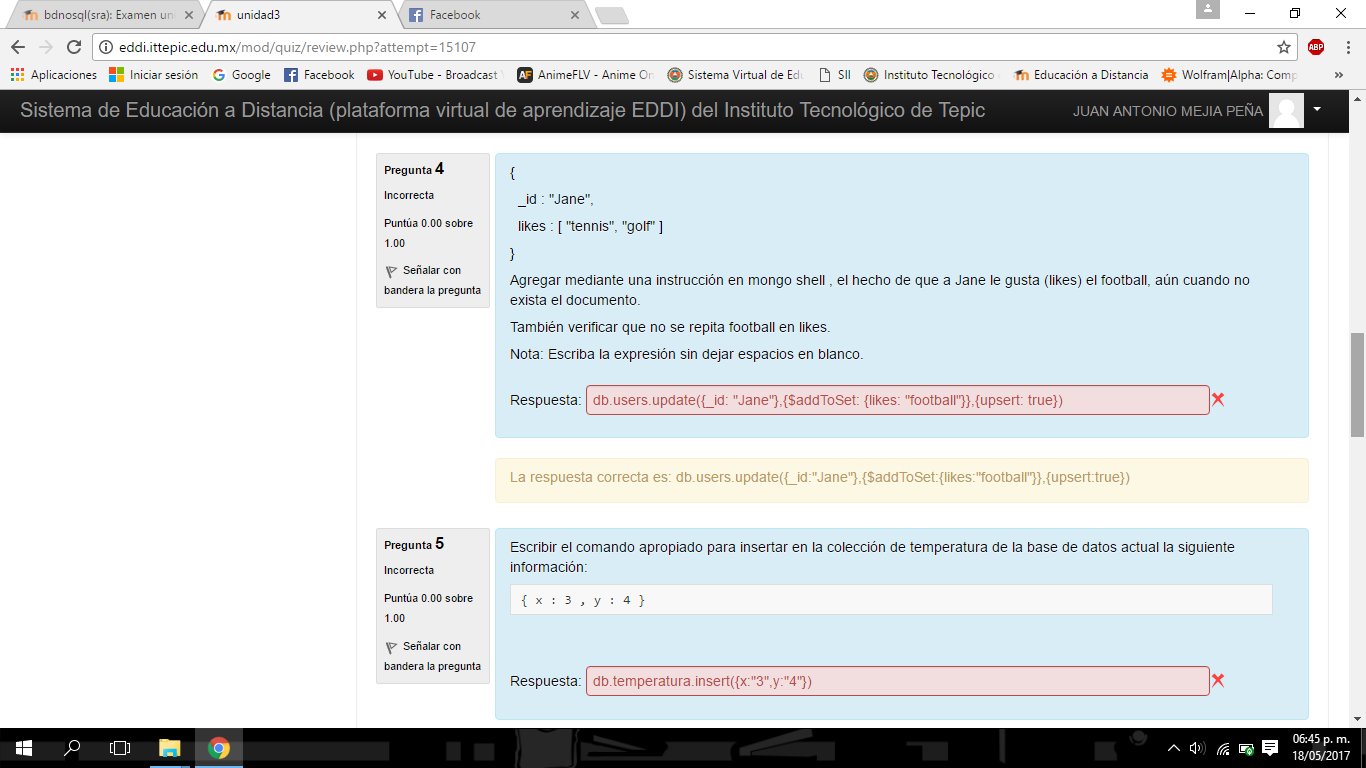 bdnosql(sra): Examen un
unidad3
Facebook
eddi.ittepic.edu.mx/mod/quiz/review.php?attempt=15107
ABP
Aplicaciones
Iniciar sesión
Google
Facebook
YouTube - Broadcast
AnimeFLV - Anime On
Sistema Virtual de Edu
SII
Instituto Tecnológico
Educación a Distancia
Wolfram|Alpha: Comp
»
Sistema de Educación a Distancia (plataforma virtual de aprendizaje EDDI) del Instituto Tecnológico de Tepic
JUAN ANTONIO MEJIA PEÑA
Pregunta 4
Incorrecta
Puntúa 0.00 sobre
1.00
Señalar con
bandera la pregunta
{
_id : "Jane",
likes : [ "tennis", "golf" ]
}
Agregar mediante una instrucción en mongo shell , el hecho de que a Jane le gusta (likes) el football, aún cuando no
exista el documento.
También verificar que no se repita football en likes.
Nota: Escriba la expresión sin dejar espacios en blanco.
Respuesta: db.users.update({_id: "Jane"},{$addToSet: {likes: "football"}},{upsert: true})
La respuesta correcta es: db.users.update({_id:"Jane"},{$addToSet:{likes:"football"}},{upsert:true})
Pregunta 5
Incorrecta
Puntúa 0.00 sobre
1.00
Señalar con
bandera la pregunta
Escribir el comando apropiado para insertar en la colección de temperatura de la base de datos actual la siguiente
información:
{ x : 3 , y : 4 }
Respuesta: db.temperatura.insert({x:"3",y:"4"})
06:45 p. m.
18/05/2017